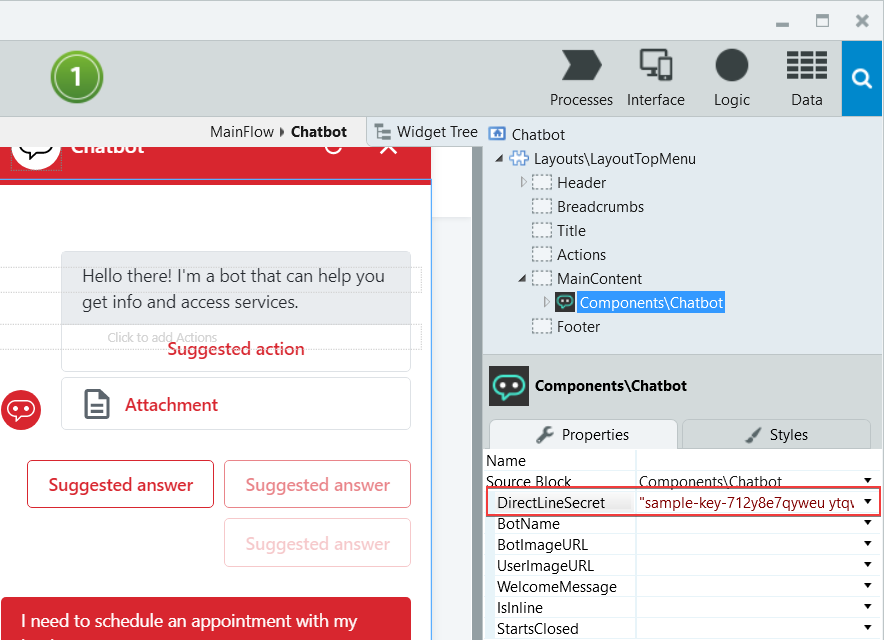 1
Processes
Interface
Logic
Data
MainFlow
Chatbot
Widget Tree
Chatbot
Layouts\LayoutTopMenu
Header
Breadcrumbs
Title
Actions
MainContent
Components\Chatbot
Footer
Chatbot
Hello there! I'm a bot that can help you
get info and access services.
Click to add Actions
Suggested action
Attachment
Suggested answer
Suggested answer
Suggested answer
I need to schedule an appointment with my
Components\Chatbot
Properties
Styles
Name
Source Block Components\Chatbot
DirectLineSecret "sample-key-712y8e7qyweu ytqv
BotName
BotImageURL
UserImageURL
WelcomeMessage
IsInline
StartsClosed